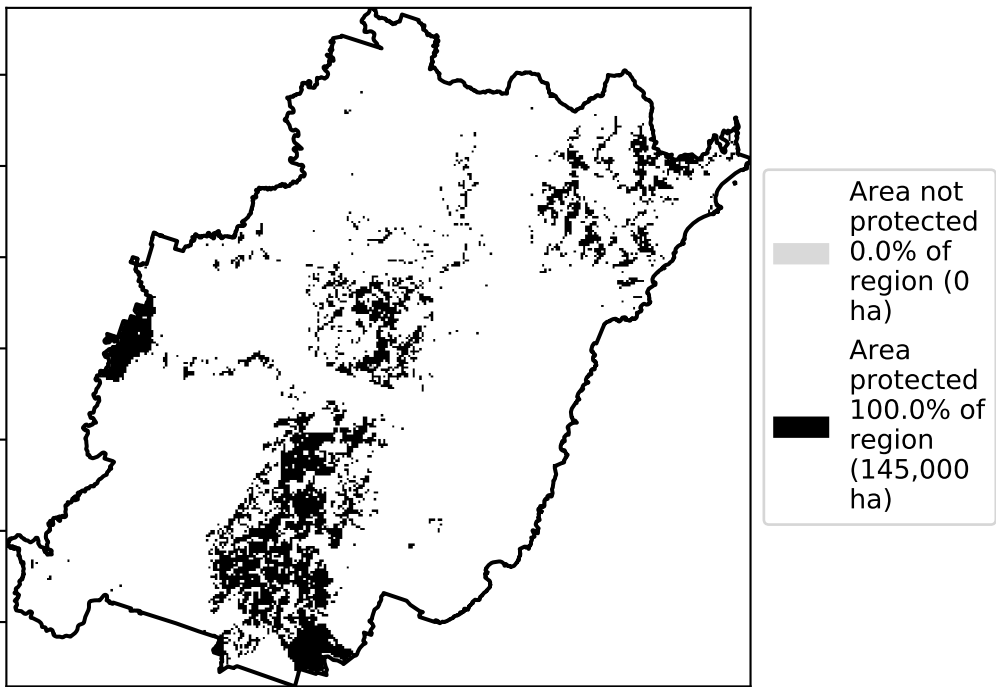 Area not
protected
0.0% of
region (0
ha)
Area
protected
100.0% of
region
(145,000
ha)